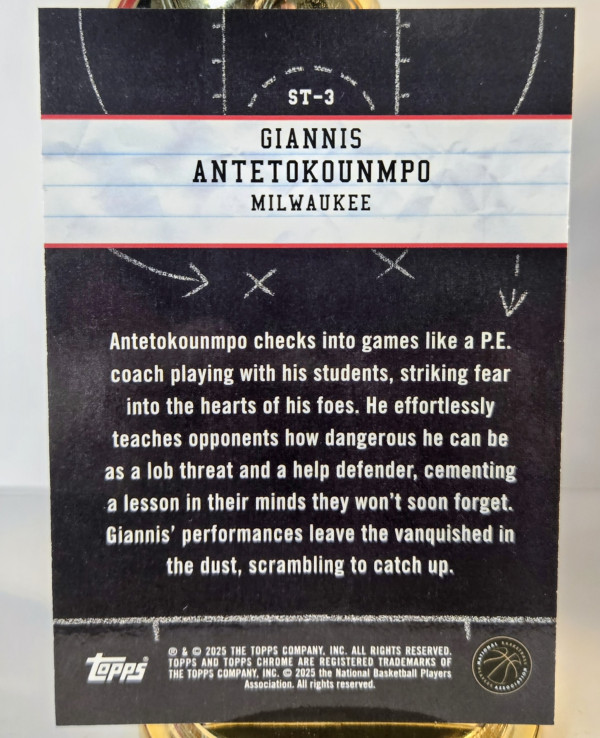 ST-3
GIANNIS
ANTETOKOUNMPO
MILWAUKEE
Antetokounmpo checks into games like a P.E.
coach playing with his students, striking fear
into the hearts of his foes. He effortlessly
teaches opponents how dangerous he can be
as a lob threat and a help defender, cementing
a lesson in their minds they won't soon forget.
Giannis' performances leave the vanquished in
the dust, scrambling to catch up.
topps
® & © 2025 THE TOPPS COMPANY, INC. ALL RIGHTS RESERVED.
TOPPS AND TOPPS CHROME ARE REGISTERED TRADEMARKS OF
THE TOPPS COMPANY, INC. © 2025 the National Basketball Players
Association. All rights reserved.
NATIONAL BASKETBALL
PLAYERS ASSOCIATION